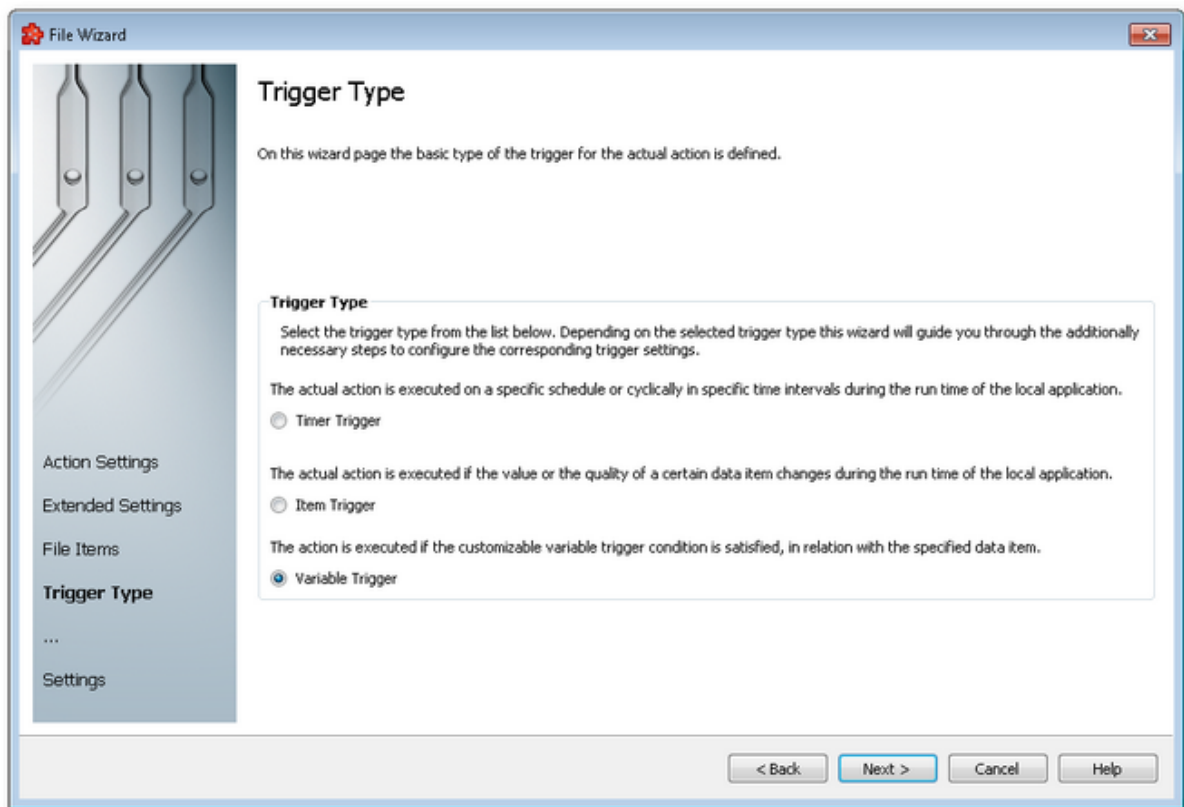 File Wizard
Trigger Type
On this wizard page the basic type of the trigger for the actual action is defined.
Trigger Type
Select the trigger type from the list below. Depending on the selected trigger type this wizard will guide you through the additionally
necessary steps to configure the corresponding trigger settings.
The actual action is executed on a specific schedule or cyclically in specific time intervals during the run time of the local application.
Timer Trigger
The actual action is executed if the value or the quality of a certain data item changes during the run time of the local application.
Item Trigger
The action is executed if the customizable variable trigger condition is satisfied, in relation with the specified data item.
Variable Trigger
Action Settings
Extended Settings
File Items
Trigger Type
...
Settings
< Back
Next >
Cancel
Help